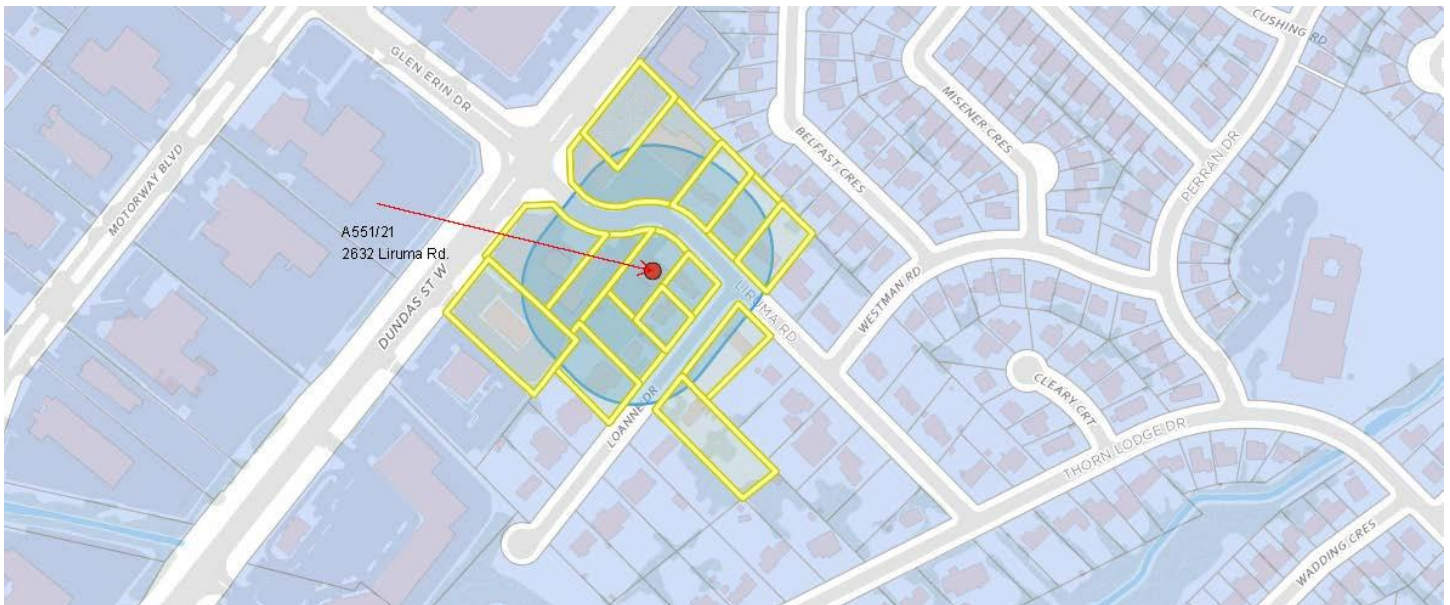 GLEN ERIN DR
MOTORWAY BLVD
DUNDAS ST W
A551/21
2632 Liruma Rd.
LIRUMA RD
LOANNE DR
BELFAST CRES
MISENER CRES
CUSHING RD
PERRAN DR
WESTMAN RD
CLEARY CRT
THORN LODGE DR
WADDING CRES